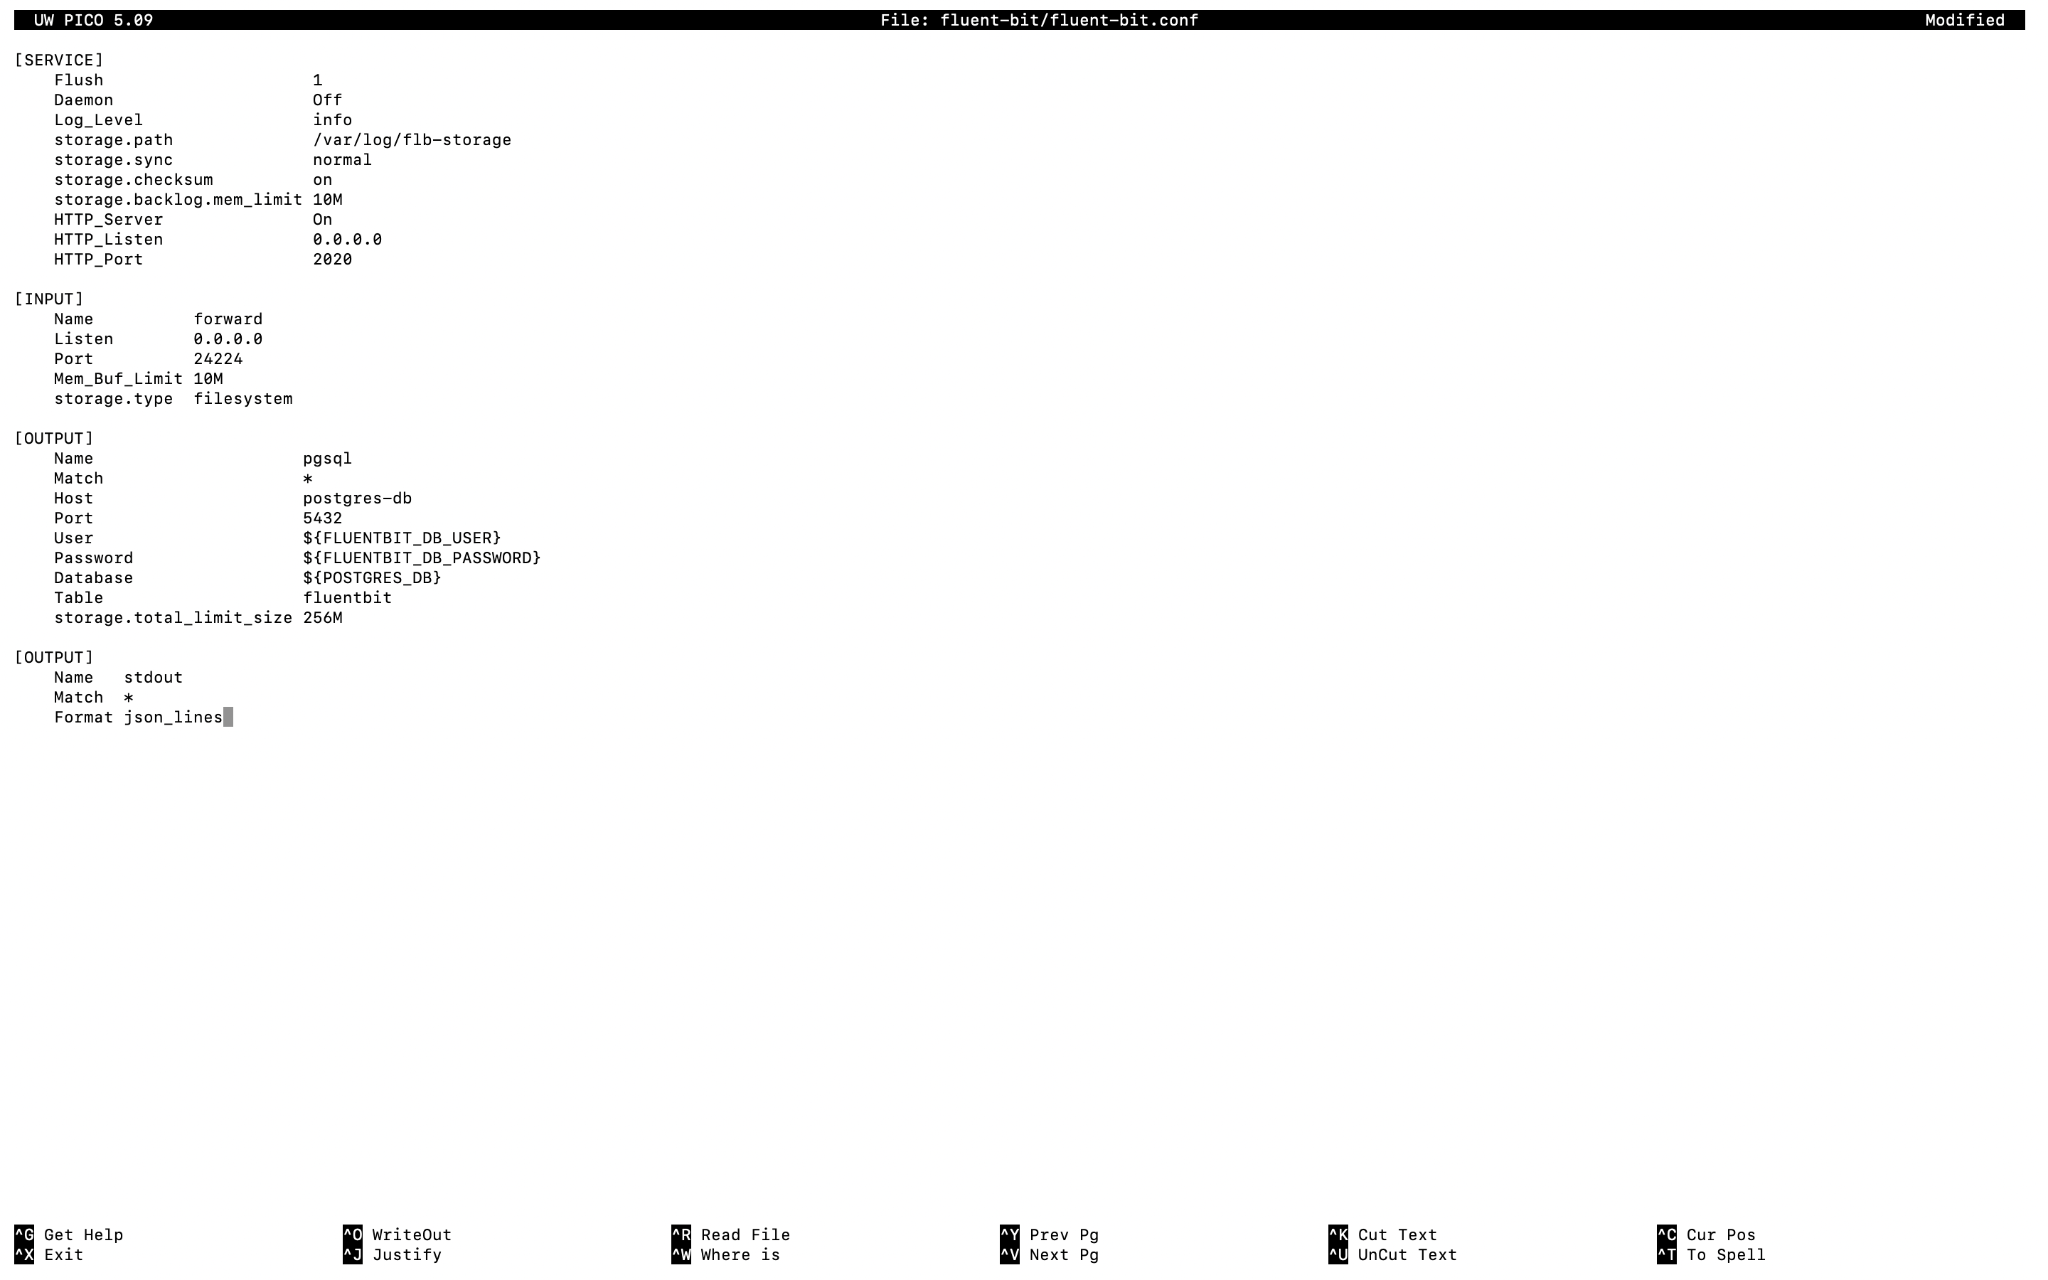 UW PICO 5.09 File: fluent-bit/fluent-bit.conf Modified
[SERVICE]
    Flush                     1
    Daemon                    Off
    Log_Level                 info
    storage.path              /var/log/flb-storage
    storage.sync              normal
    storage.checksum          on
    storage.backlog.mem_limit 10M
    HTTP_Server               On
    HTTP_Listen               0.0.0.0
    HTTP_Port                 2020
[INPUT]
    Name          forward
    Listen        0.0.0.0
    Port          24224
    Mem_Buf_Limit 10M
    storage.type  filesystem
[OUTPUT]
    Name                     pgsql
    Match                    *
    Host                     postgres-db
    Port                     5432
    User                     ${FLUENTBIT_DB_USER}
    Password                 ${FLUENTBIT_DB_PASSWORD}
    Database                 ${POSTGRES_DB}
    Table                    fluentbit
    storage.total_limit_size 256M
[OUTPUT]
    Name   stdout
    Match  *
    Format json_lines
^G Get Help ^O WriteOut ^R Read File ^Y Prev Pg ^K Cut Text ^C Cur Pos
^X Exit ^J Justify ^W Where is ^V Next Pg ^U UnCut Text ^T To Spell